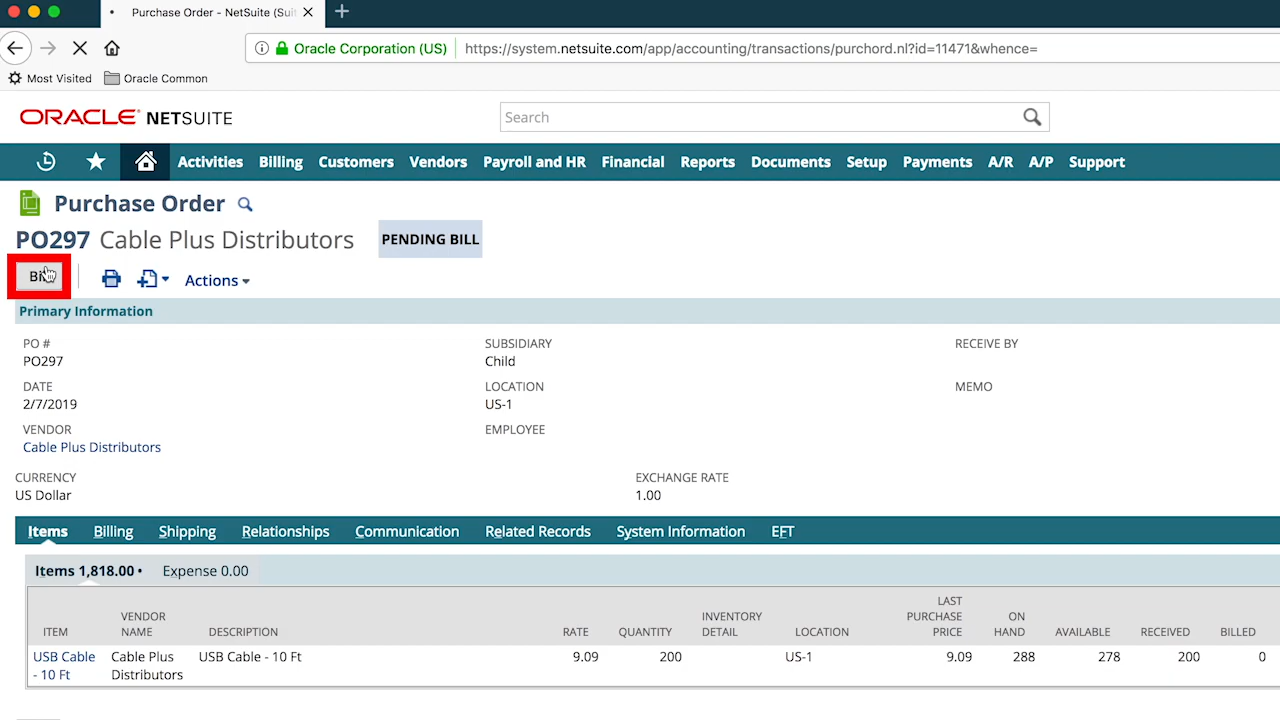 Purchase Order - NetSuite (Suit
Oracle Corporation (US) https://system.netsuite.com/app/accounting/transactions/purchord.nl?id=11471&whence=
Most Visited Oracle Common
ORACLE NETSUITE
Search
Activities Billing Customers Vendors Payroll and HR Financial Reports Documents Setup Payments A/R A/P Support
Purchase Order
PO297 Cable Plus Distributors PENDING BILL
Actions
Primary Information
PO # SUBSIDIARY RECEIVE BY
PO297 Child
DATE LOCATION MEMO
2/7/2019 US-1
VENDOR EMPLOYEE
Cable Plus Distributors
CURRENCY EXCHANGE RATE
US Dollar 1.00
Items Billing Shipping Relationships Communication Related Records System Information EFT
Items 1,818.00 • Expense 0.00
ITEM VENDOR NAME DESCRIPTION RATE QUANTITY INVENTORY DETAIL LOCATION LAST PURCHASE PRICE ON HAND AVAILABLE RECEIVED BILLED
USB Cable Cable Plus USB Cable - 10 Ft 9.09 200 US-1 9.09 288 278 200 0
- 10 Ft Distributors